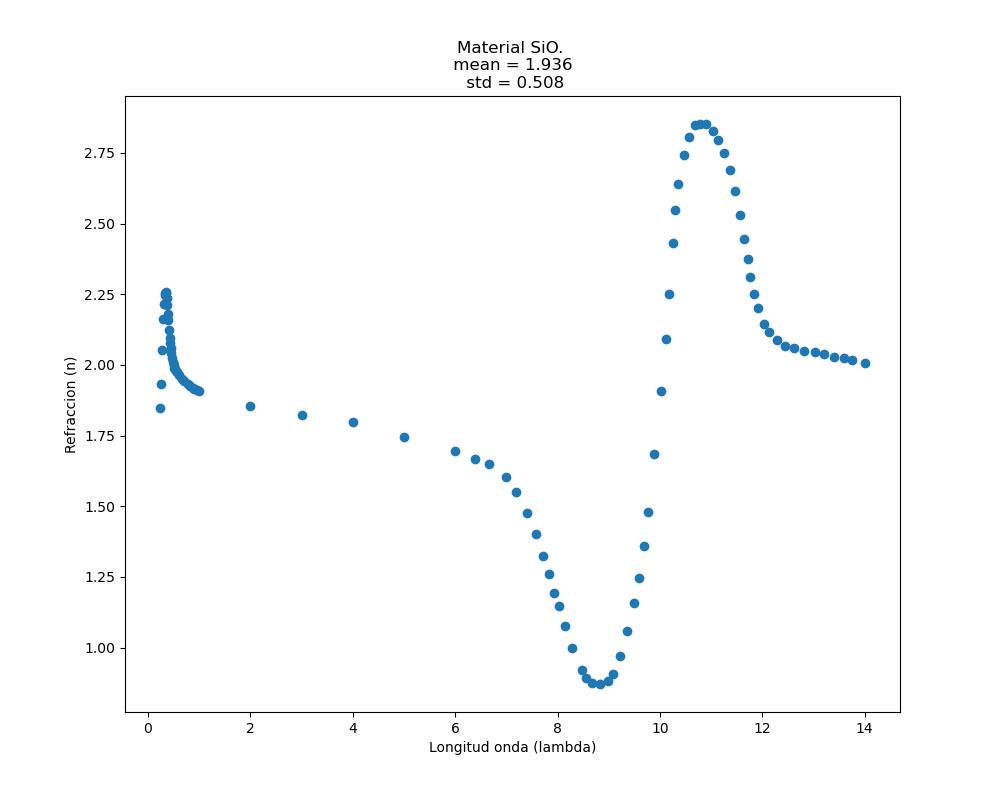 Material SiO.
mean = 1.936
std = 0.508
Refraccion (n)
2.75
2.50
2.25
2.00
1.75
1.50
1.25
1.00
0 2 4 6 8 10 12 14
Longitud onda (lambda)